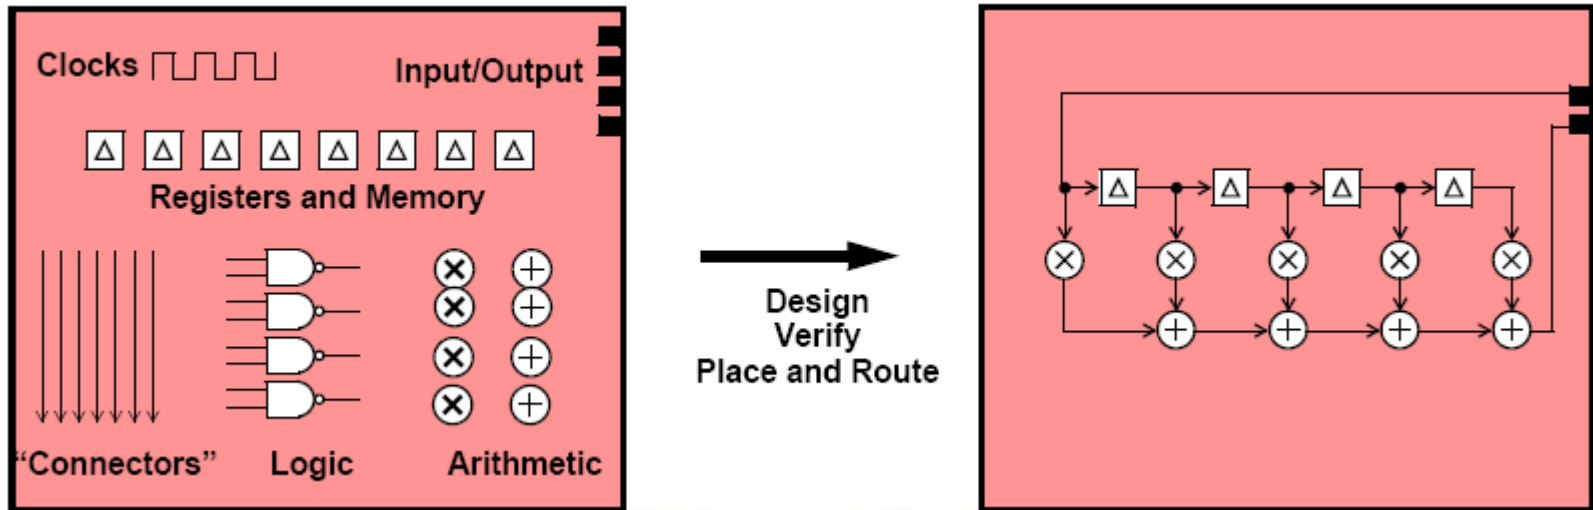 Clocks
Input/Output
Δ Δ Δ Δ Δ Δ Δ Δ
Registers and Memory
“Connectors”
Logic
Arithmetic
Design
Verify
Place and Route
Δ Δ Δ Δ